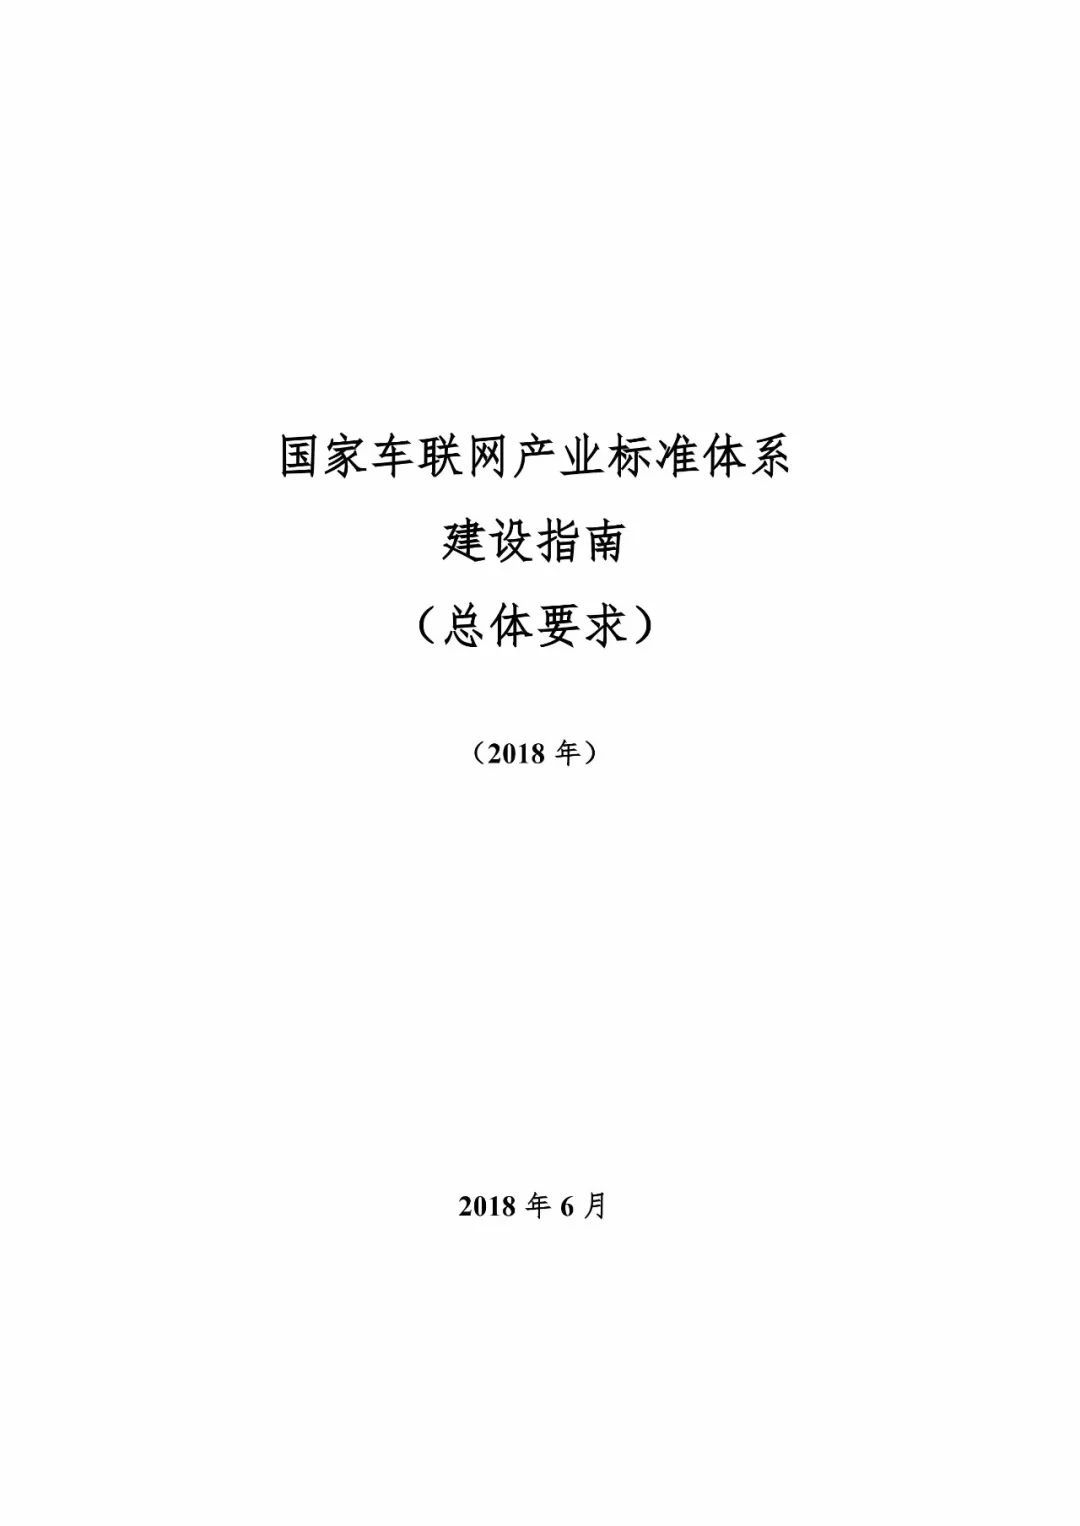 国家车联网产业标准体系
建设指南
（总体要求）
（2018 年）
2018 年 6 月